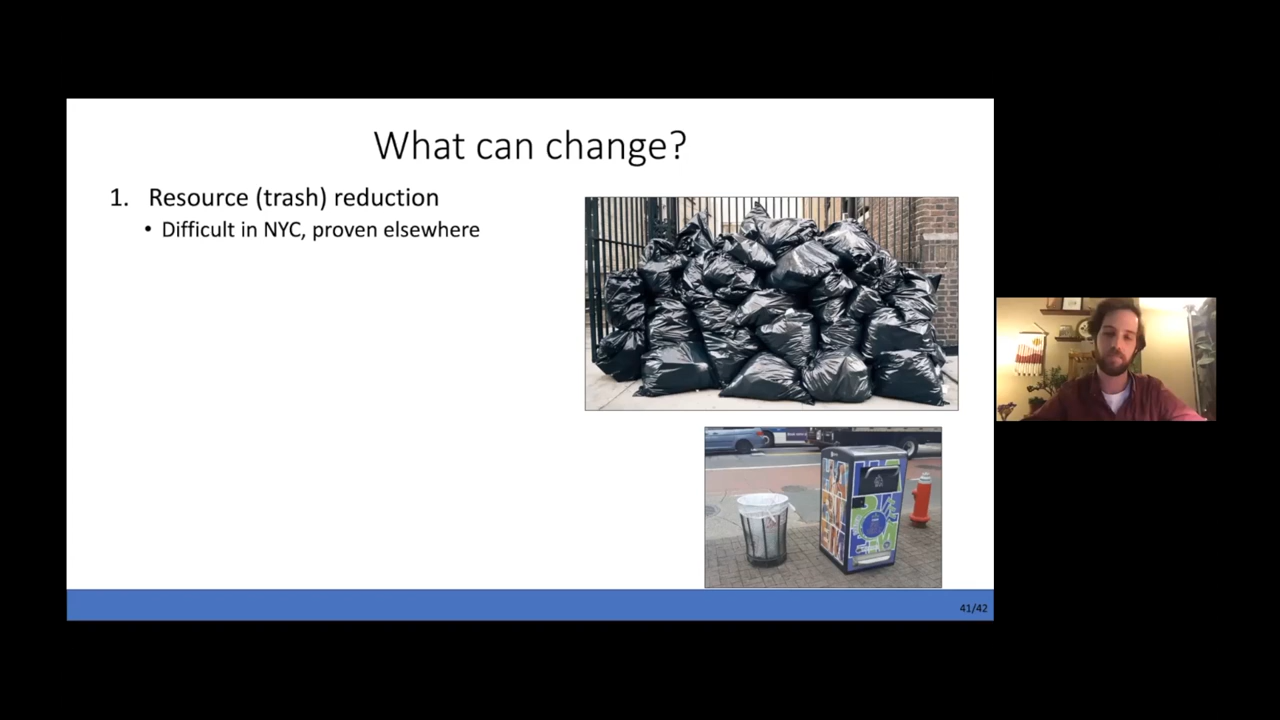 What can change?
1. Resource (trash) reduction
• Difficult in NYC, proven elsewhere
41/42